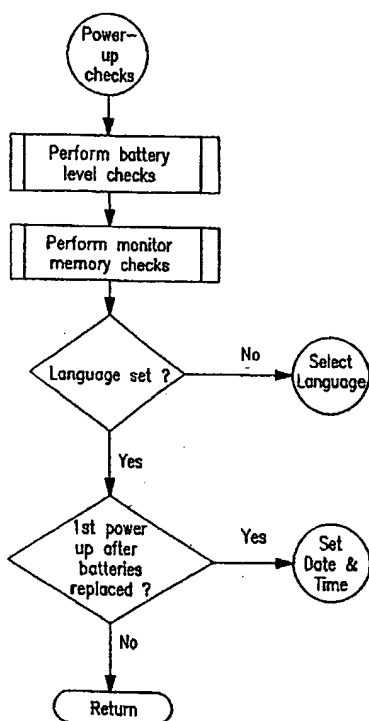 Power-
up
checks
Perform battery
level checks
Perform monitor
memory checks
Language set ?
No
Select
Language
Yes
1st power
up after
batteries
replaced ?
Yes
Set
Date &
Time
No
Return